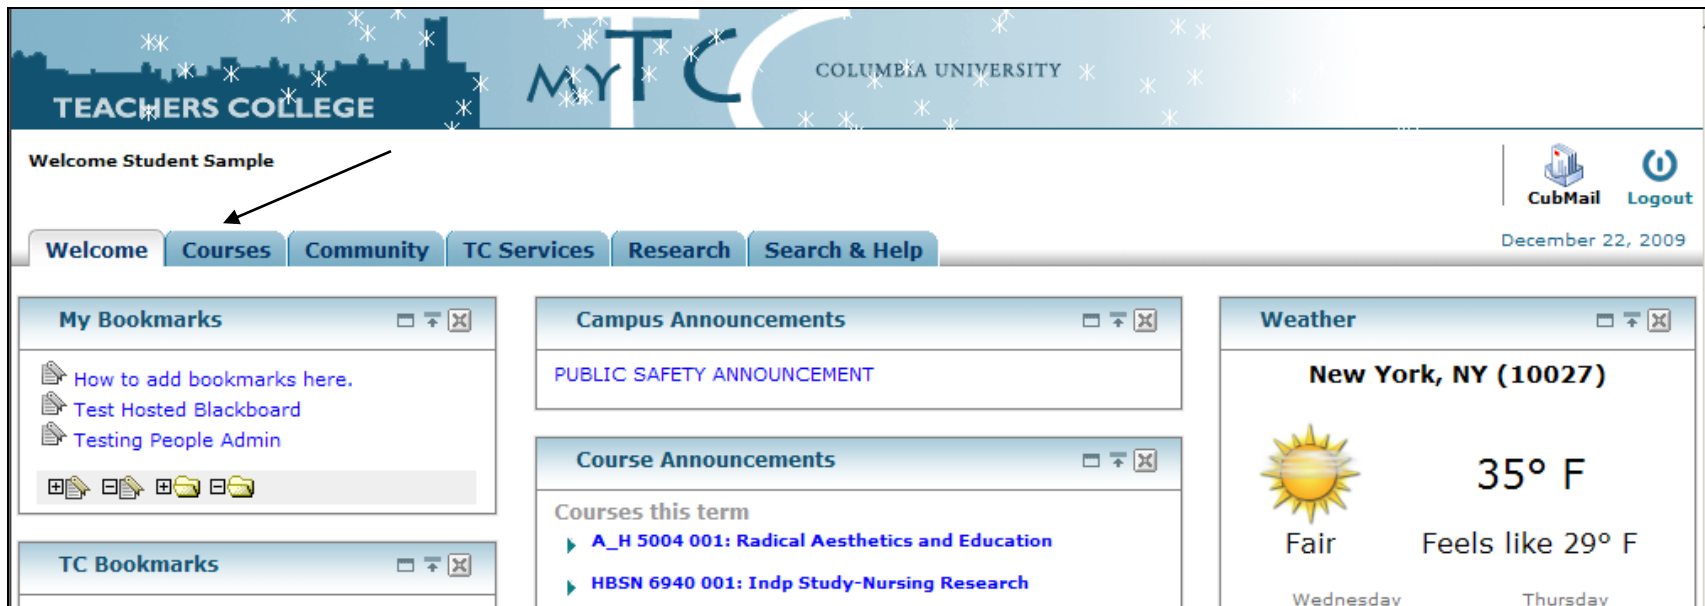 TEACHERS COLLEGE
MYTC
COLUMBIA UNIVERSITY
Welcome Student Sample
CubMail
Logout
Welcome
Courses
Community
TC Services
Research
Search & Help
December 22, 2009
My Bookmarks
How to add bookmarks here.
Test Hosted Blackboard
Testing People Admin
TC Bookmarks
Campus Announcements
PUBLIC SAFETY ANNOUNCEMENT
Course Announcements
Courses this term
A_H 5004 001: Radical Aesthetics and Education
HBSN 6940 001: Indp Study-Nursing Research
Weather
New York, NY (10027)
35° F
Fair
Feels like 29° F
Wednesday
Thursday